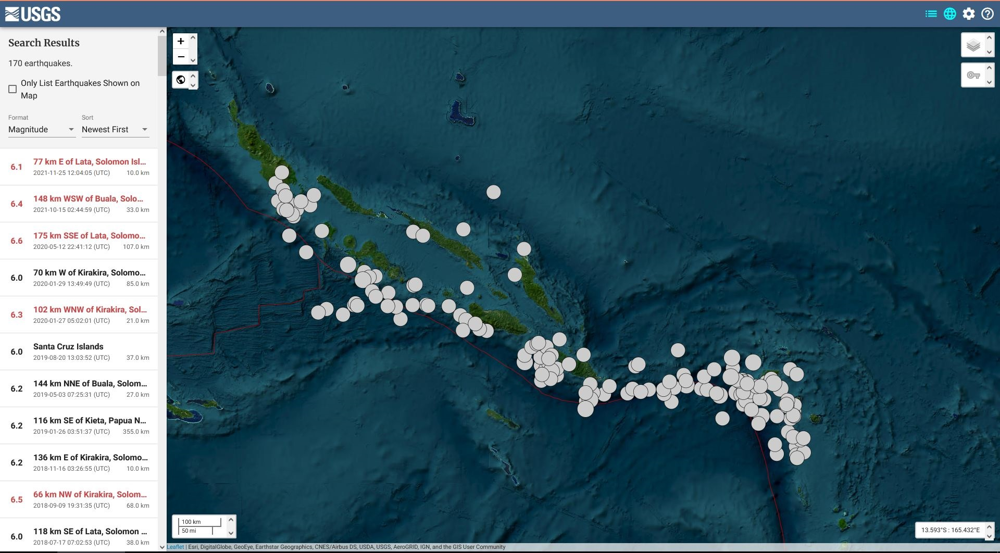 USGS
Search Results
170 earthquakes.
Only List Earthquakes Shown on
Map
Format
Magnitude
Sort
Newest First
6.1
77 km E of Lata, Solomon Isl...
2021-11-25 12:04:05 (UTC) 10.0 km
6.4
148 km WSW of Buala, Solo...
2021-10-15 02:44:59 (UTC) 33.0 km
6.6
175 km SSE of Lata, Solomo...
2020-05-12 22:41:12 (UTC) 107.0 km
6.0
70 km W of Kirakira, Solomo...
2020-01-29 13:49:49 (UTC) 85.0 km
6.3
102 km WNW of Kirakira, Sol...
2020-01-27 05:02:01 (UTC) 21.0 km
6.0
Santa Cruz Islands
2019-08-20 13:03:52 (UTC) 37.0 km
6.2
144 km NNE of Buala, Solom...
2019-05-03 07:25:31 (UTC) 27.0 km
6.2
116 km SE of Kieta, Papua N...
2019-01-26 03:51:37 (UTC) 355.0 km
6.2
136 km E of Kirakira, Solomo...
2018-11-16 03:26:55 (UTC) 10.0 km
6.5
66 km NW of Kirakira, Solom...
2018-09-09 19:31:35 (UTC) 68.0 km
6.0
118 km SE of Lata, Solomon ...
2018-07-17 07:02:53 (UTC) 38.0 km
+
−
100 km
50 mi
13.593°S : 165.432°E
Leaflet | Esri, DigitalGlobe, GeoEye, Earthstar Geographics, CNES/Airbus DS, USDA, USGS, AeroGRID, IGN, and the GIS User Community